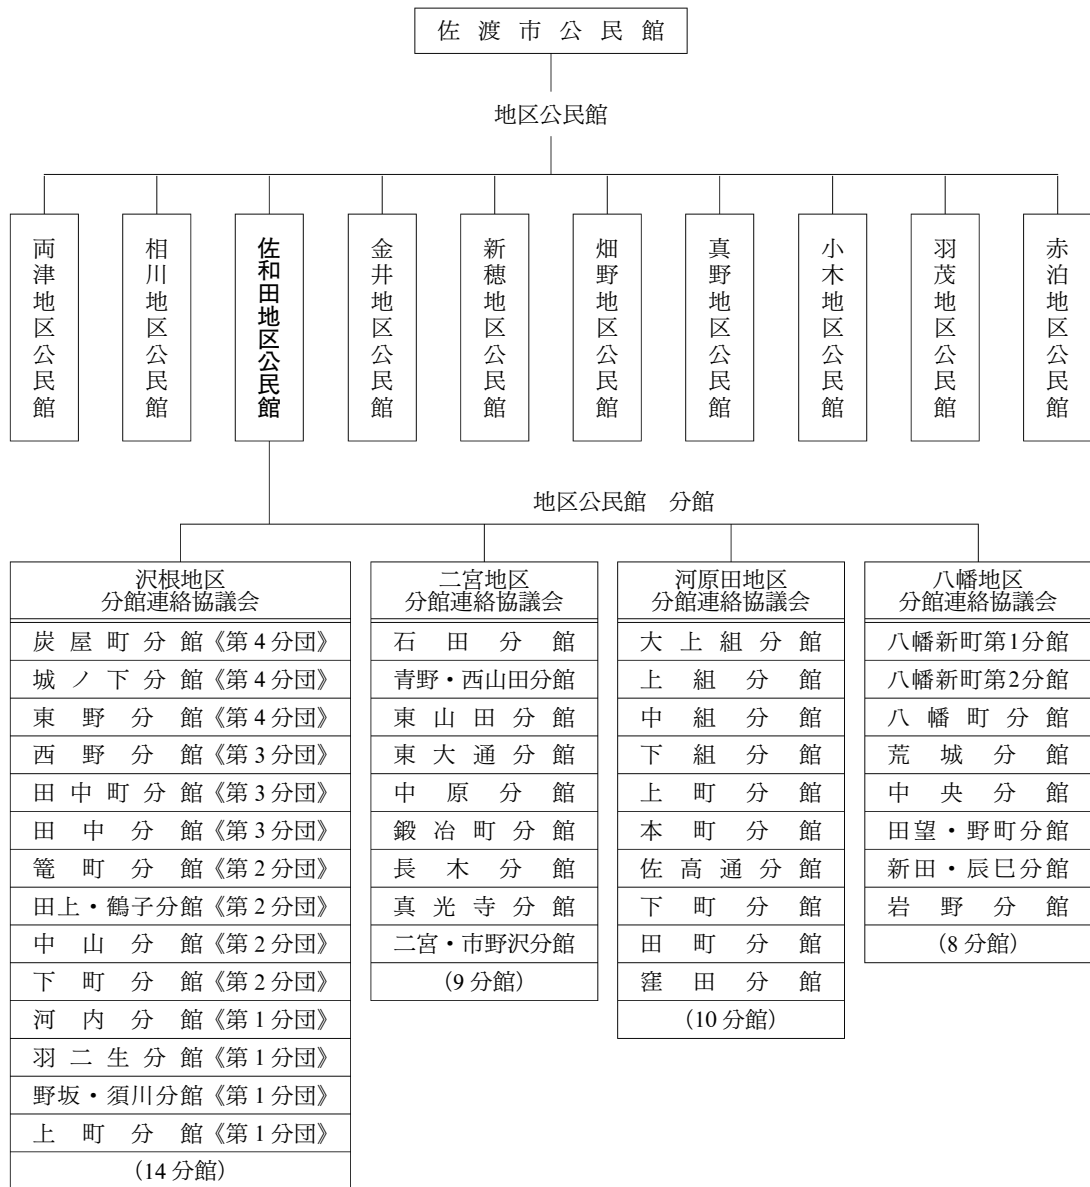 佐渡市公民館
地区公民館
両津地区公民館
相川地区公民館
佐和田地区公民館
金井地区公民館
新穂地区公民館
畑野地区公民館
真野地区公民館
小木地区公民館
羽茂地区公民館
赤泊地区公民館
地区公民館 分館
沢根地区
分館連絡協議会
炭屋町分館《第4分団》
城ノ下分館《第4分団》
東野分館《第4分団》
西野分館《第3分団》
田中町分館《第3分団》
田中分館《第3分団》
篭町分館《第2分団》
田上・鶴子分館《第2分団》
中山分館《第2分団》
下町分館《第2分団》
河内分館《第1分団》
羽二生分館《第1分団》
野坂・須川分館《第1分団》
上町分館《第1分団》
(14分館)
二宮地区
分館連絡協議会
石田分館
青野・西山田分館
東山田分館
東大通分館
中原分館
鍛冶町分館
長木分館
真光寺分館
二宮・市野沢分館
(9分館)
河原田地区
分館連絡協議会
大上組分館
上組分館
中組分館
下組分館
上町分館
本町分館
佐高通分館
下町分館
田町分館
窪田分館
(10分館)
八幡地区
分館連絡協議会
八幡新町第1分館
八幡新町第2分館
八幡町分館
荒城分館
中央分館
田望・野町分館
新田・辰巳分館
岩野分館
(8分館)